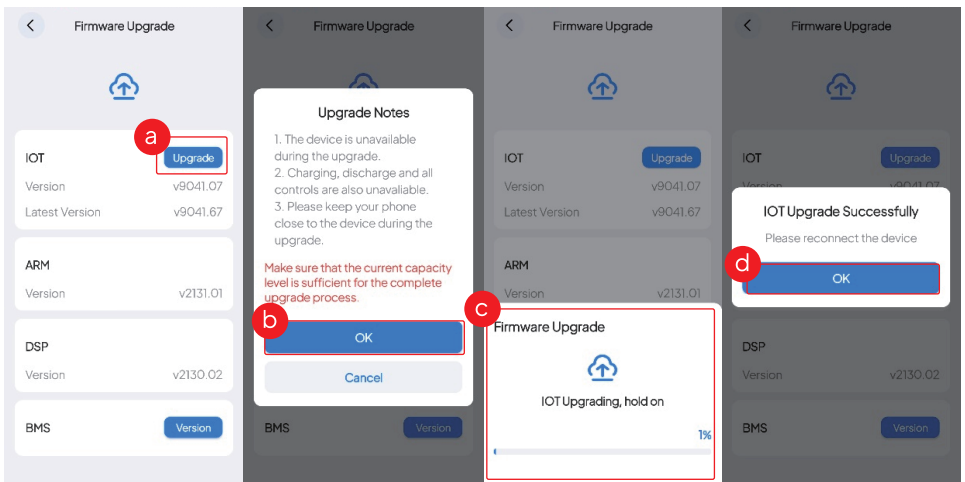 Firmware Upgrade
a
IOT
Upgrade
Version v9041.07
Latest Version v9041.67
ARM
Version v2131.01
DSP
Version v2130.02
BMS
Version
Firmware Upgrade
Upgrade Notes
1. The device is unavailable
during the upgrade.
2. Charging, discharge and all
controls are also unavaliable.
3. Please keep your phone
close to the device during the
upgrade.
Make sure that the current capacity
level is sufficient for the complete
upgrade process.
b
OK
Cancel
BMS
Version
Firmware Upgrade
IOT
Upgrade
Version v9041.07
Latest Version v9041.67
ARM
Version v2131.01
c
Firmware Upgrade
IOT Upgrading, hold on
1%
Firmware Upgrade
IOT
Upgrade
Version v9041.07
IOT Upgrade Successfully
Please reconnect the device
d
OK
DSP
Version v2130.02
BMS
Version